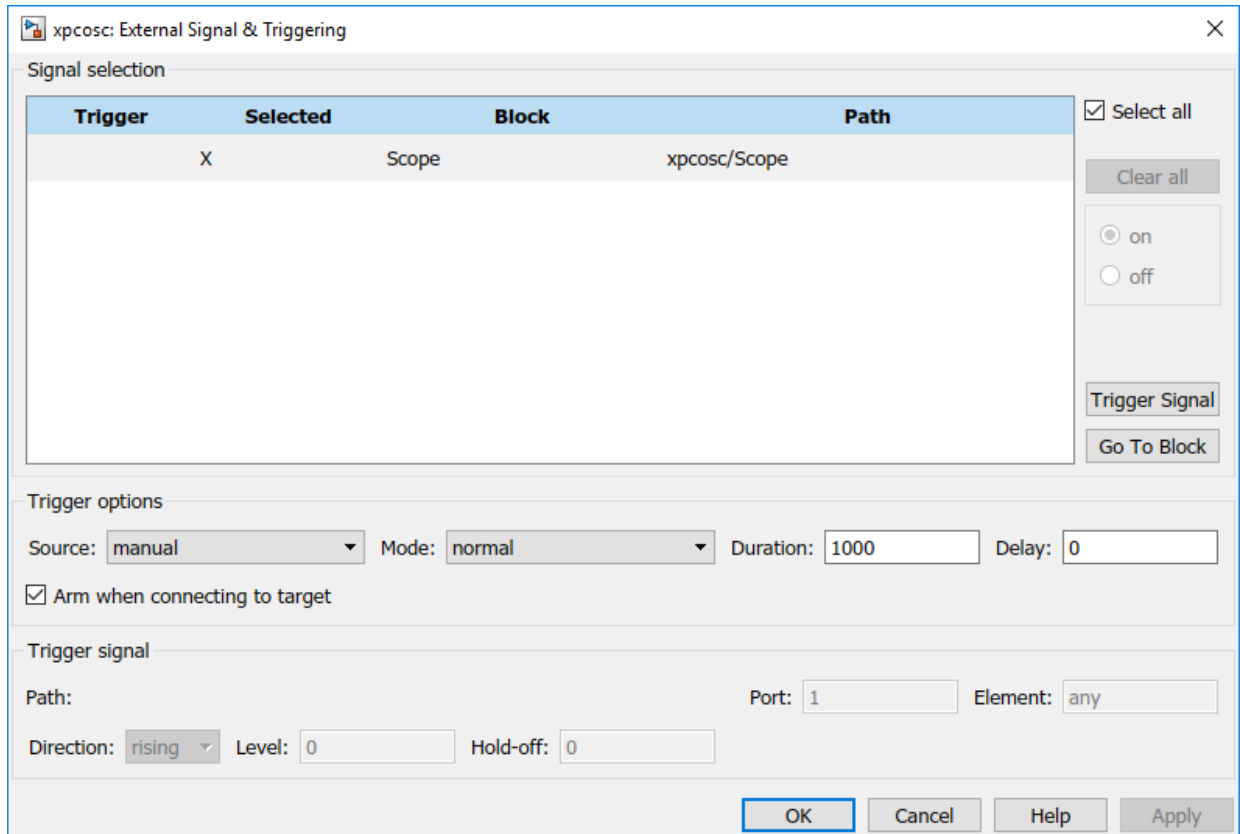 xpcosc: External Signal & Triggering
Signal selection
Trigger Selected Block Path
X Scope xpcosc/Scope
Select all
Clear all
on
off
Trigger Signal
Go To Block
Trigger options
Source: manual Mode: normal Duration: 1000 Delay: 0
Arm when connecting to target
Trigger signal
Path: Port: 1 Element: any
Direction: rising Level: 0 Hold-off: 0
OK Cancel Help Apply